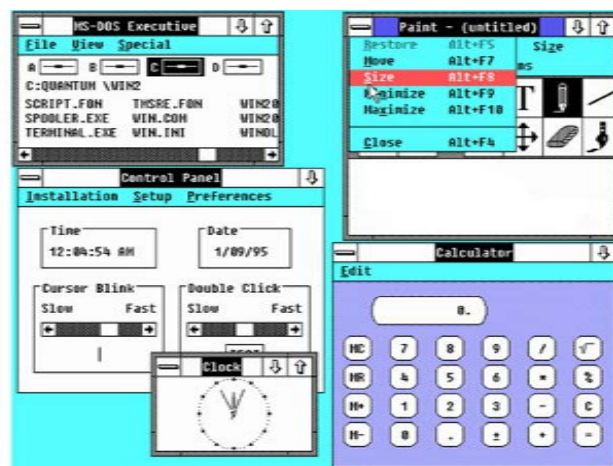 MS-DOS Executive
File View Special
A B C D
C:QUANTUM \WIN2
SCRIPT.FON TMSRE.FON WIN20
SPOOLER.EXE WIN.COM WIN20
TERMINAL.EXE WIN.INI WINOL
Paint - (untitled)
Restore Alt+F5
Move Alt+F7
Size Alt+F8
Minimize Alt+F9
Maximize Alt+F10
Close Alt+F4
Size
ms
T
Control Panel
Installation Setup Preferences
Time
12:04:54 AM
Date
1/09/95
Cursor Blink
Slow Fast
Double Click
Slow Fast
Clock
Calculator
Edit
0.
MC 7 8 9 / √
MR 4 5 6 * %
M+ 1 2 3 - C
M- 0 . ± + =